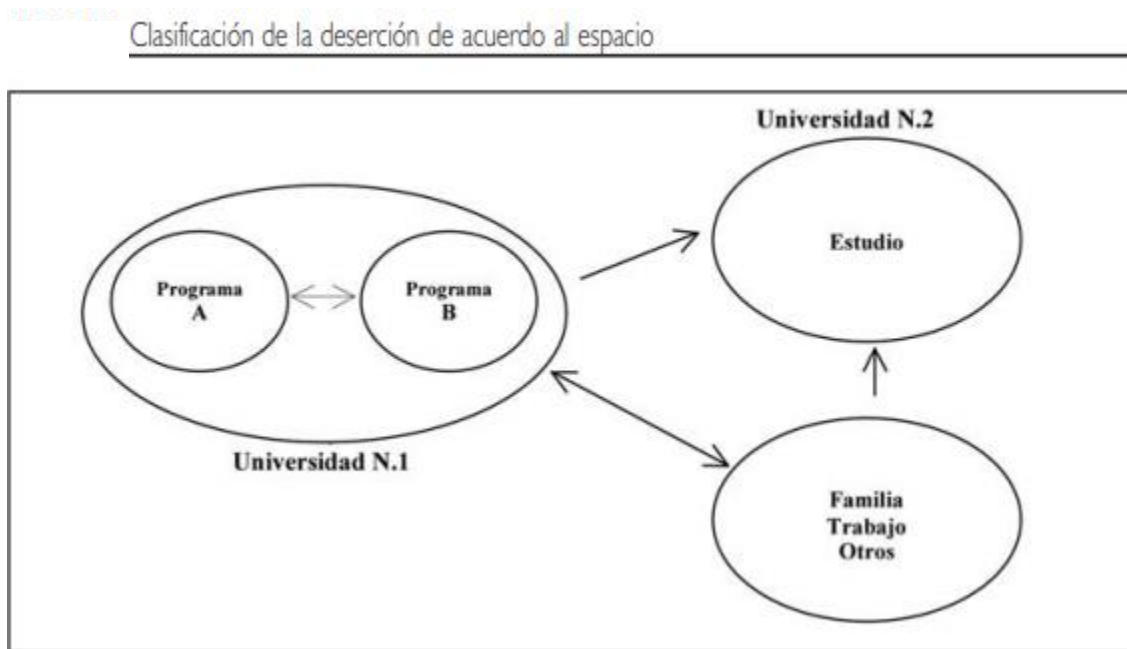 Clasificación de la deserción de acuerdo al espacio
Universidad N.2
Estudio
Programa
A
Programa
B
Universidad N.1
Familia
Trabajo
Otros